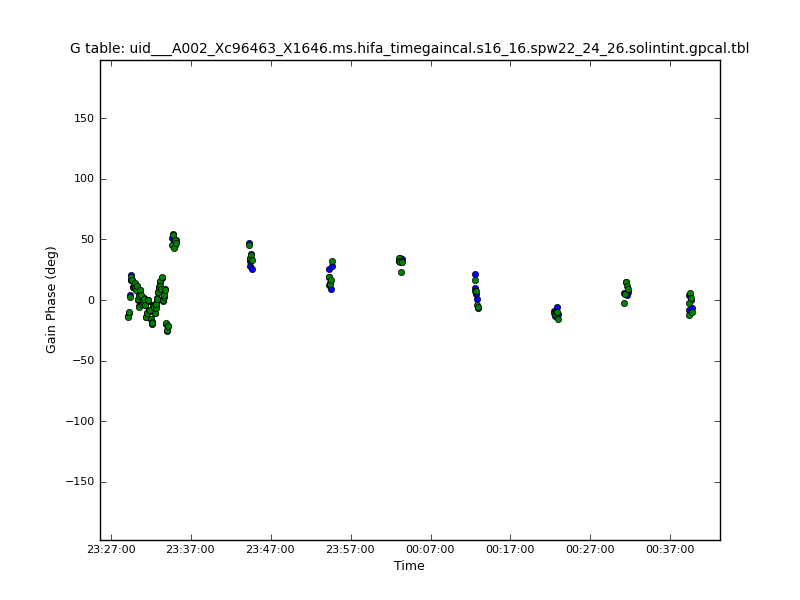 G table: uid___A002_Xc96463_X1646.ms.hifa_timegaincal.s16_16.spw22_24_26.solintint.gpcal.tbl
150
100
50
0
−50
−100
−150
Gain Phase (deg)
23:27:00 23:37:00 23:47:00 23:57:00 00:07:00 00:17:00 00:27:00 00:37:00
Time